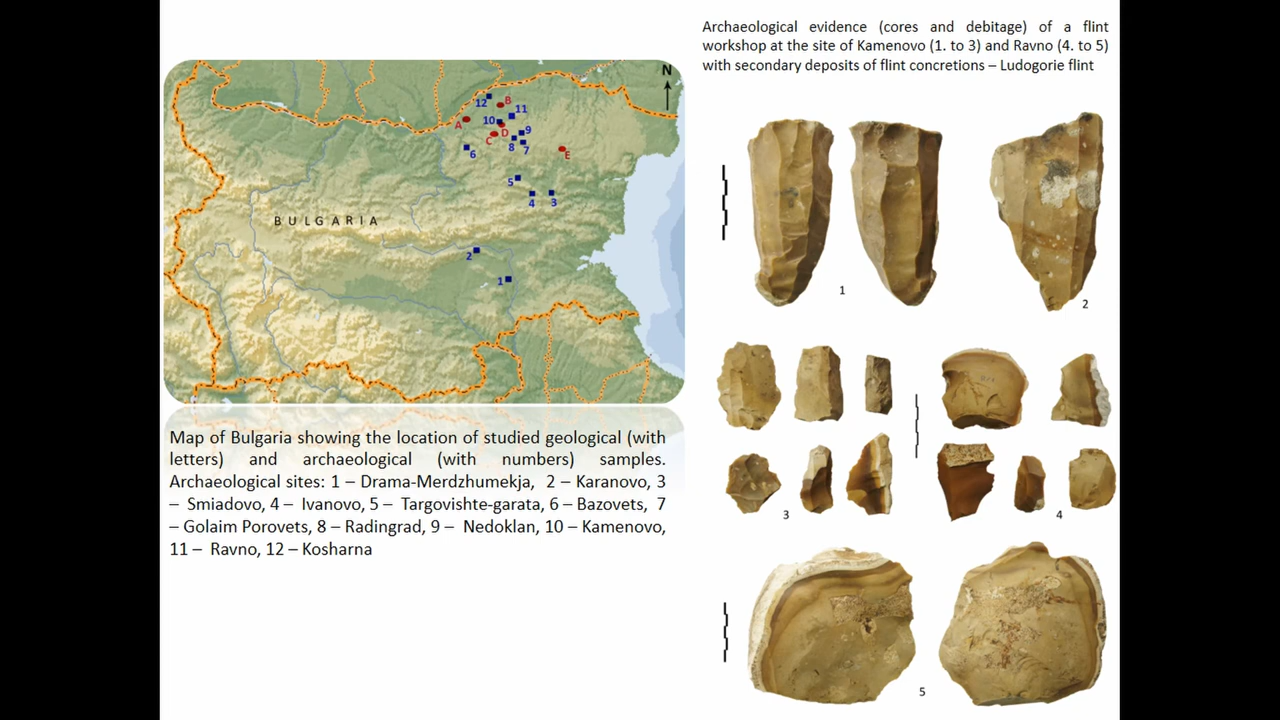 Archaeological evidence (cores and debitage) of a flint
workshop at the site of Kamenovo (1. to 3) and Ravno (4. to 5)
with secondary deposits of flint concretions – Ludogorie flint
N
12
B
11
A
10
D
9
C
8
7
6
E
5
4
3
BULGARIA
2
1
Map of Bulgaria showing the location of studied geological (with
letters) and archaeological (with numbers) samples.
Archaeological sites: 1 – Drama-Merdzhumekja, 2 – Karanovo, 3
– Smiadovo, 4 – Ivanovo, 5 – Targovishte-garata, 6 – Bazovets, 7
– Golaim Porovets, 8 – Radingrad, 9 – Nedoklan, 10 – Kamenovo,
11 – Ravno, 12 – Kosharna
1
2
3
4
5